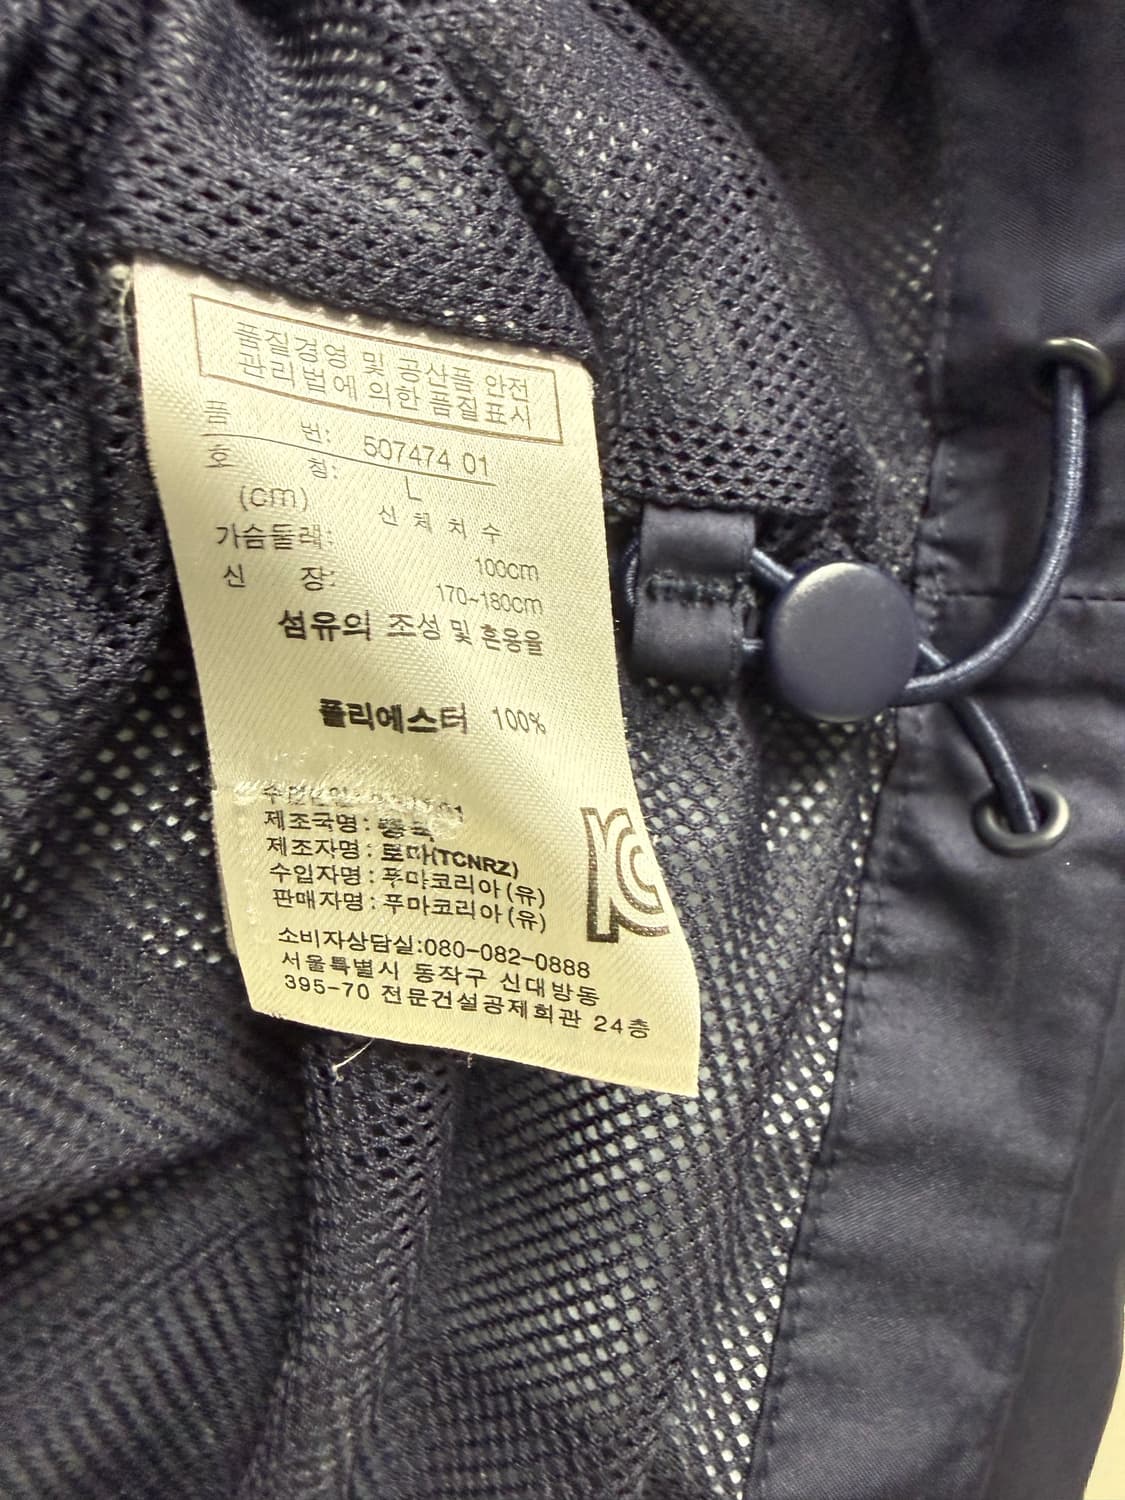 품질경영 및 공산품 안전
관리법에 의한 품질표시
품 번: 507474 01
호 칭: L
(cm) 신 체 치 수
가슴둘레: 100cm
신 장: 170~180cm
섬유의 조성 및 혼용율
폴리에스터 100%
제조국명:
제조자명: 로마(TCNRZ)
수입자명: 푸마코리아(유)
판매자명: 푸마코리아(유)
소비자상담실:080-082-0888
서울특별시 동작구 신대방동
395-70 전문건설공제회관 24층